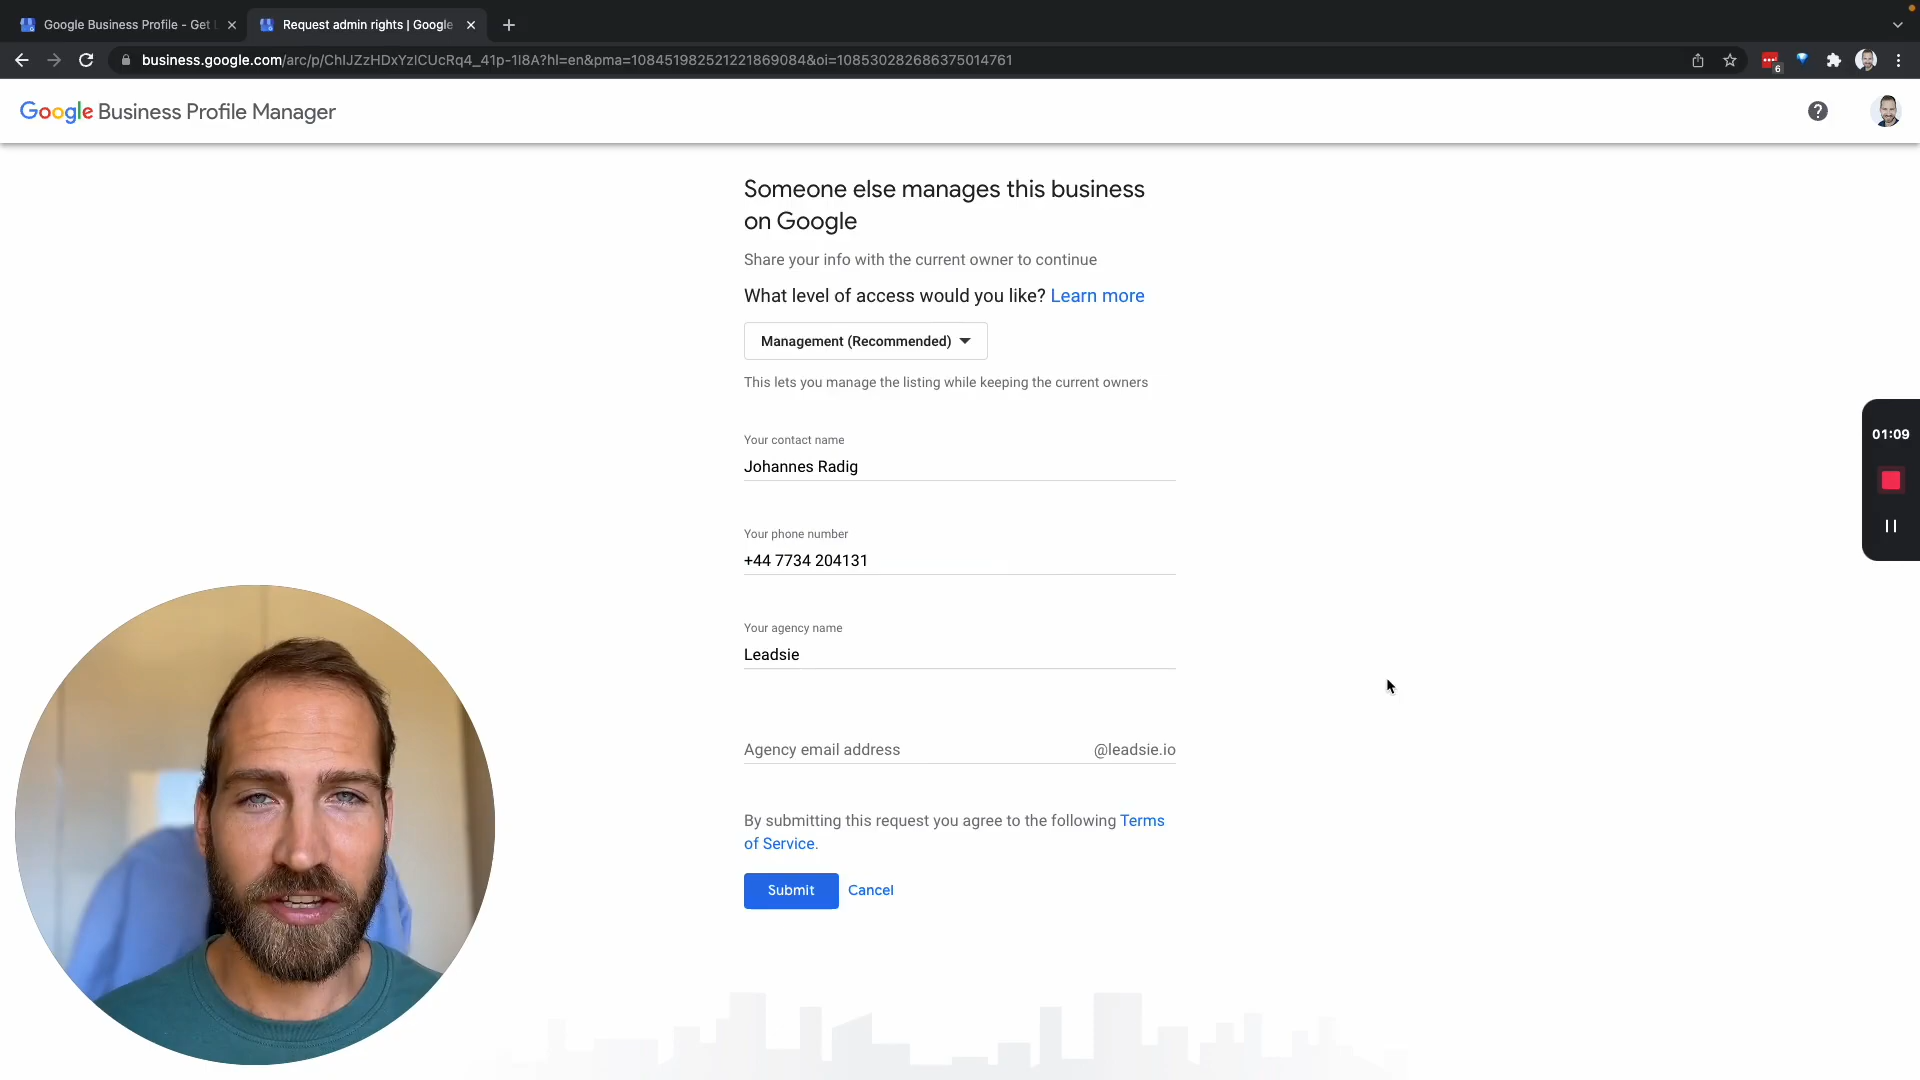 Google Business Profile - Get L
Request admin rights | Google
business.google.com/arc/p/ChIJZzHDxYzlCUcRq4_41p-1I8A?hl=en&pma=108451982521221869084&oi=108530282686375014761
6
Google Business Profile Manager
Someone else manages this business
on Google
Share your info with the current owner to continue
What level of access would you like? Learn more
Management (Recommended)
This lets you manage the listing while keeping the current owners
01:09
Your contact name
Johannes Radig
Your phone number
+44 7734 204131
Your agency name
Leadsie
Agency email address @leadsie.io
By submitting this request you agree to the following Terms
of Service.
Submit Cancel